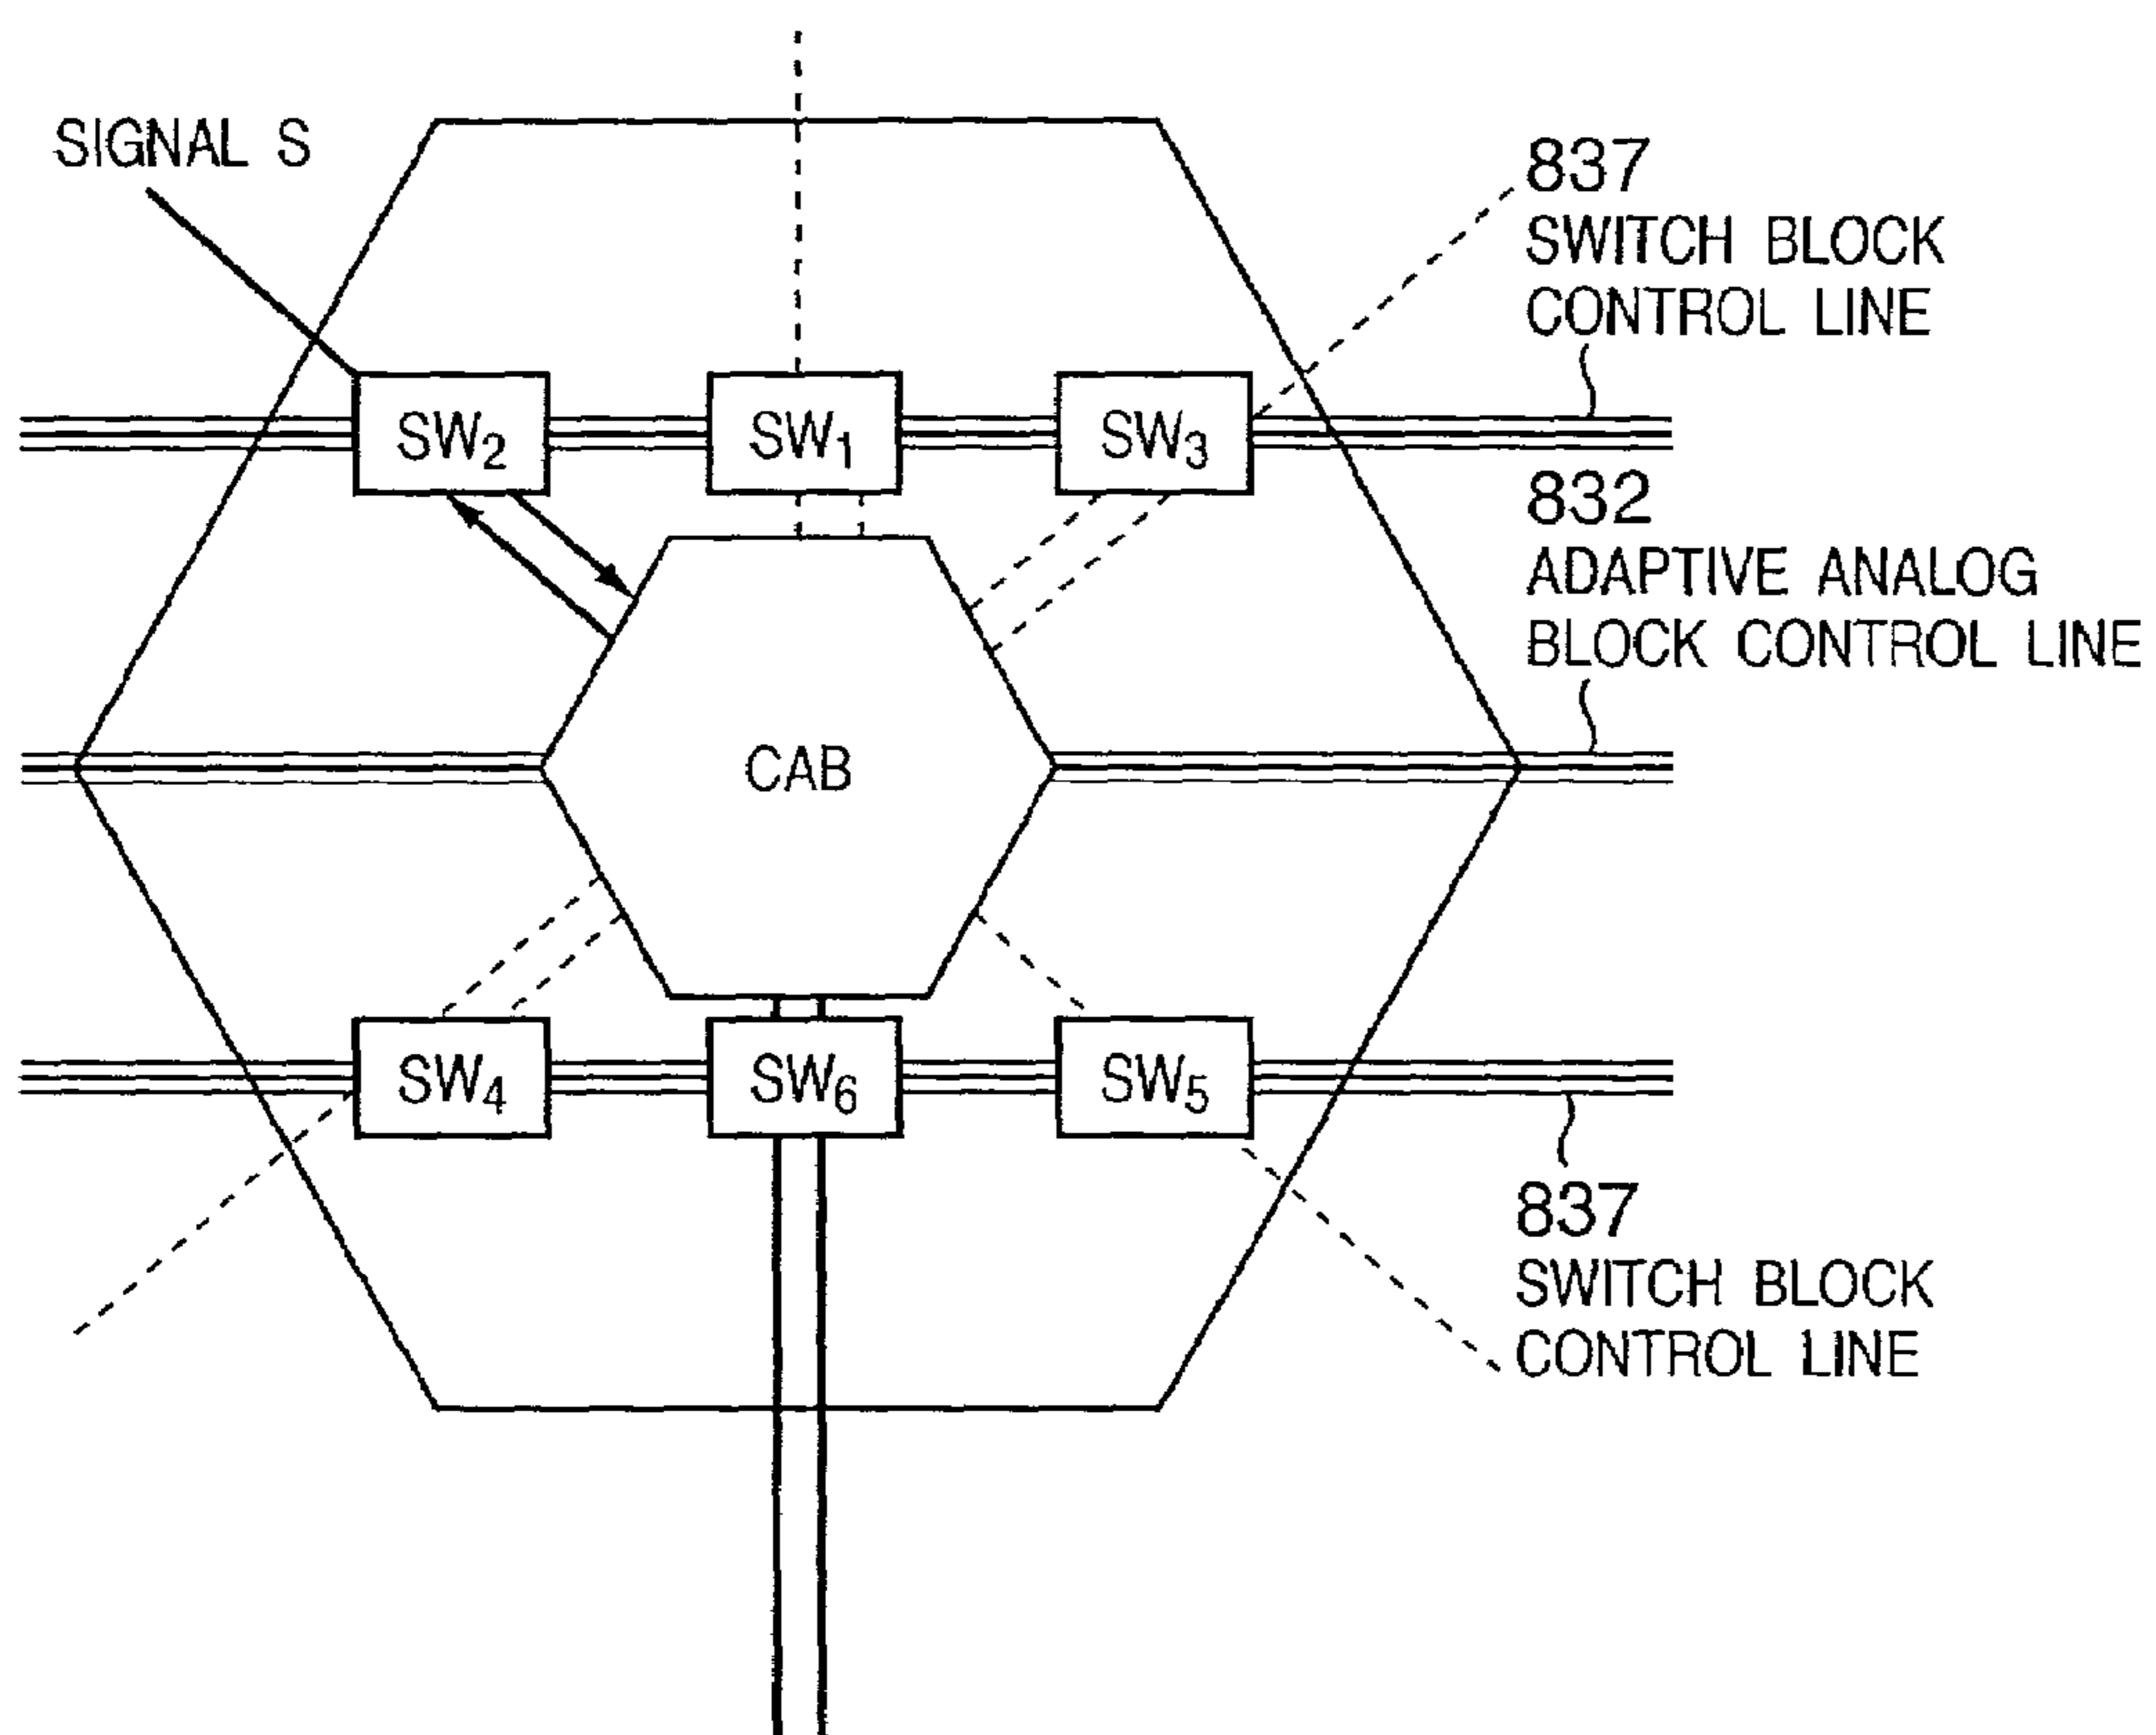 SIGNAL S
837
SWITCH BLOCK
CONTROL LINE
SW2
SW1
SW3
832
ADAPTIVE ANALOG
BLOCK CONTROL LINE
CAB
SW4
SW6
SW5
837
SWITCH BLOCK
CONTROL LINE